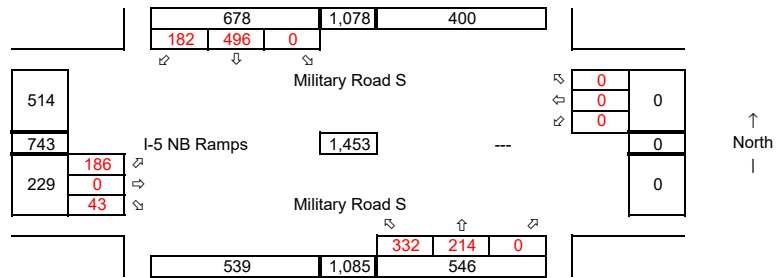 678 1,078 400
182 496 0
⬃ ⇩ ⬂
Military Road S
⬁ 0
514 ⇦ 0 0
⬃ 0
↑
743 I-5 NB Ramps 1,453 --- 0 North
|
186 ⬀
229 0 ⇨ 0
43 ⬂
Military Road S
⬁ ⇧ ⬀
332 214 0
539 1,085 546